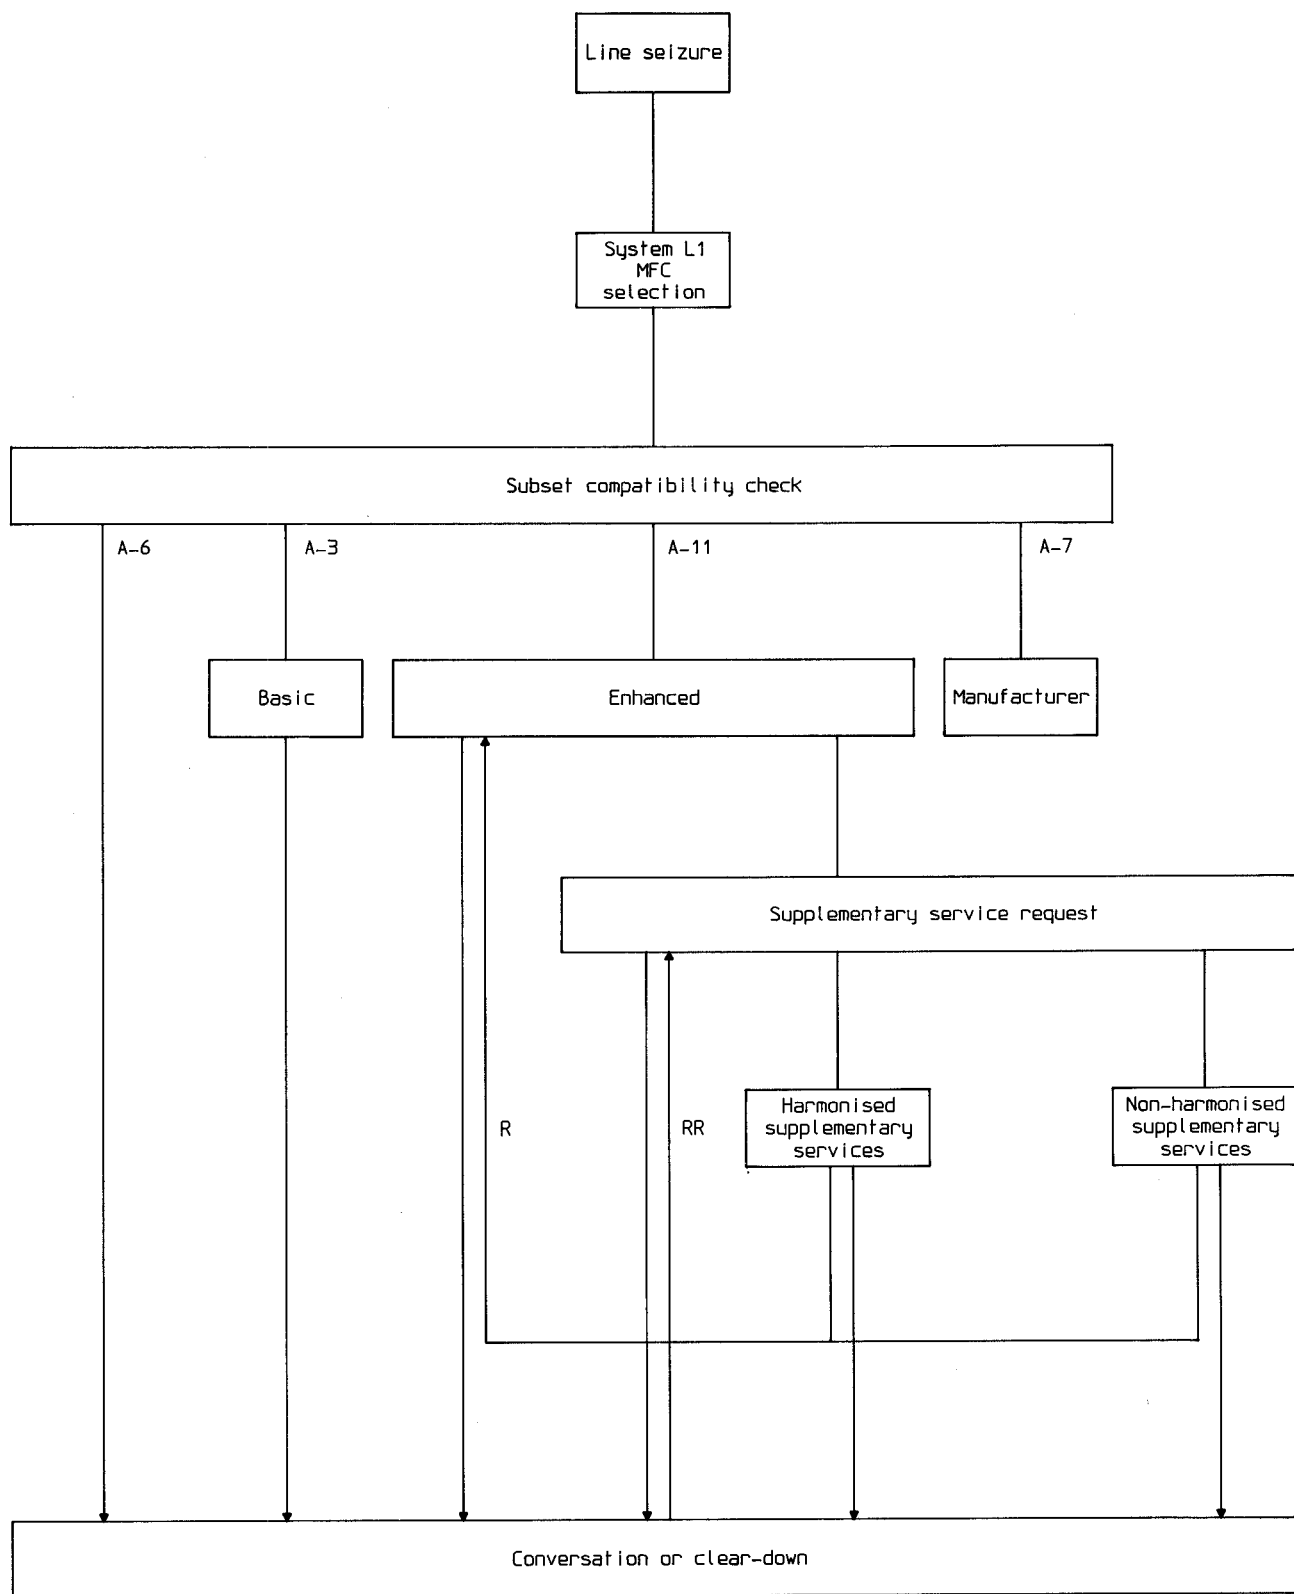 Line seizure
System L1
MFC
selection
Subset compatibility check
A-6
A-3
A-11
A-7
Basic
Enhanced
Manufacturer
Supplementary service request
Harmonised
supplementary
services
Non-harmonised
supplementary
services
R
RR
Conversation or clear-down